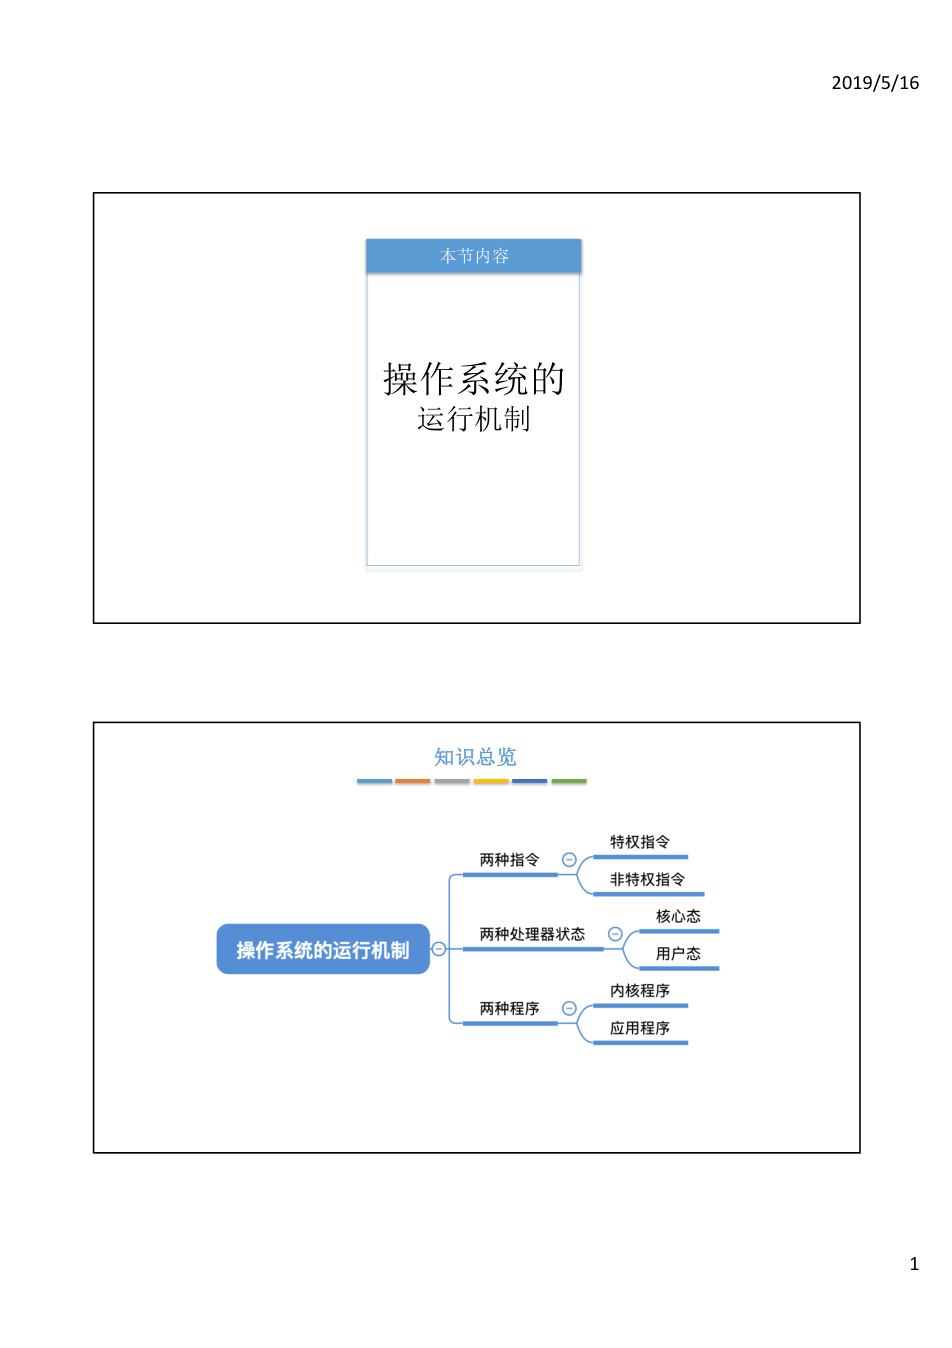 2019/5/16
本节内容
操作系统的
运行机制
知识总览
操作系统的运行机制
两种指令
特权指令
非特权指令
两种处理器状态
核心态
用户态
两种程序
内核程序
应用程序
1